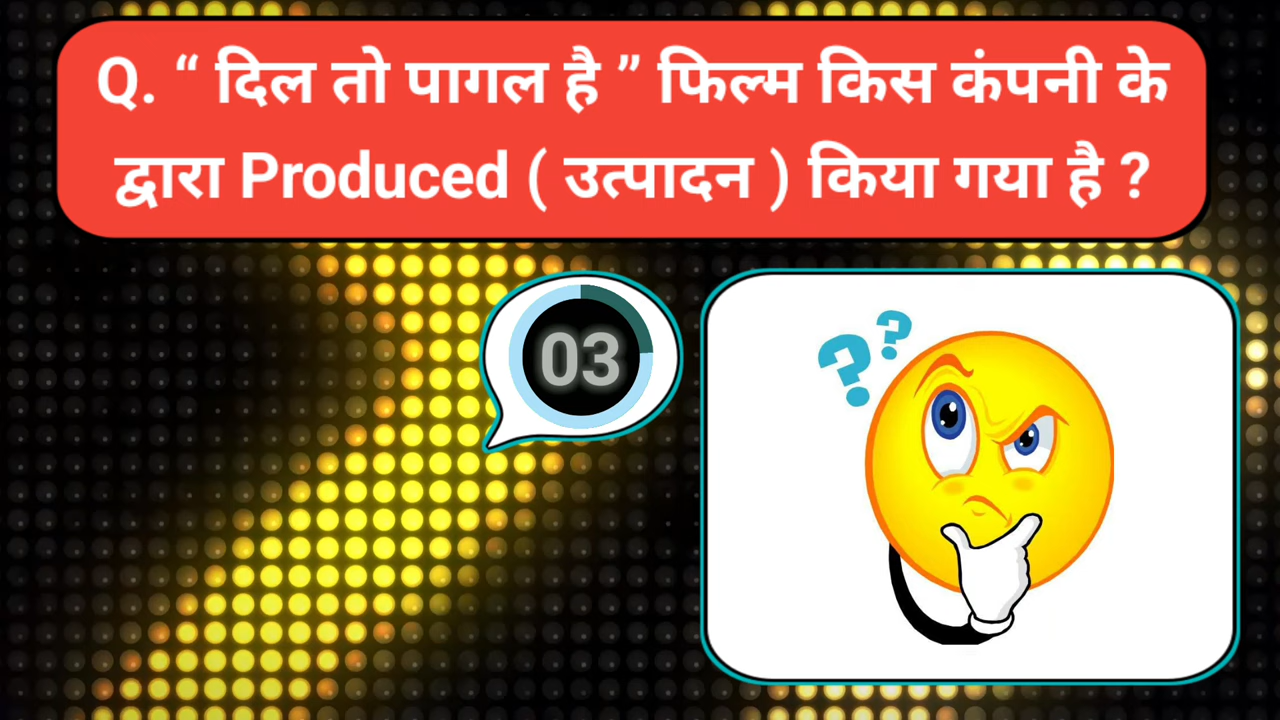 Q. “ दिल तो पागल है ” फिल्म किस कंपनी के
द्वारा Produced ( उत्पादन ) किया गया है ?
03
? ?